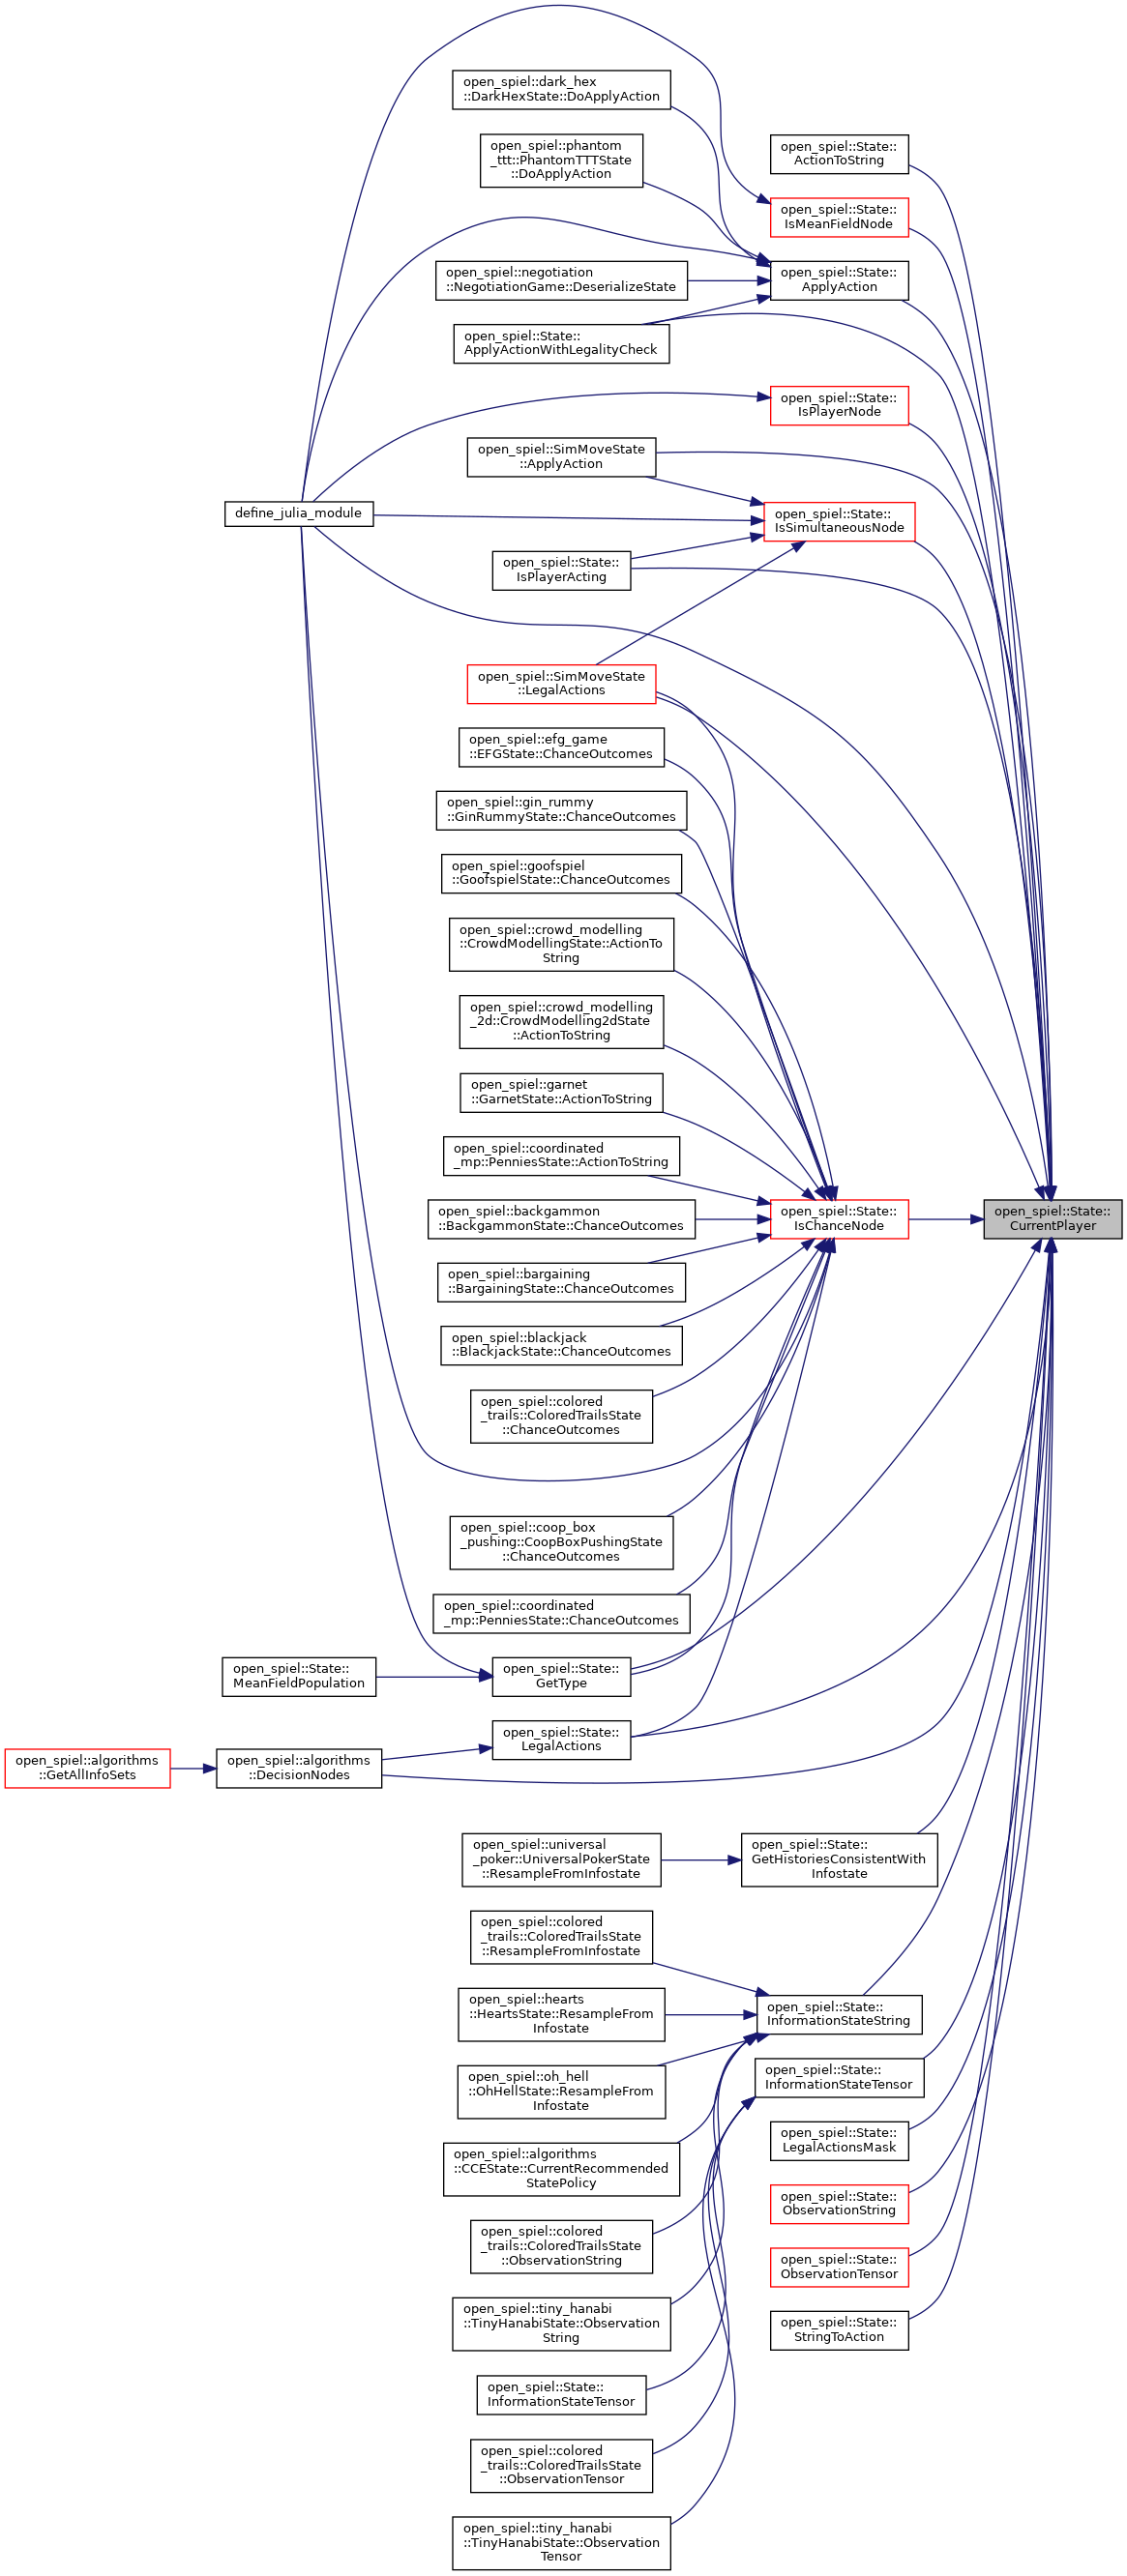 open_spiel::dark_hex
::DarkHexState::DoApplyAction
open_spiel::phantom
_ttt::PhantomTTTState
::DoApplyAction
open_spiel::State::
ActionToString
open_spiel::State::
IsMeanFieldNode
open_spiel::negotiation
::NegotiationGame::DeserializeState
open_spiel::State::
ApplyAction
open_spiel::State::
ApplyActionWithLegalityCheck
open_spiel::State::
IsPlayerNode
open_spiel::SimMoveState
::ApplyAction
define_julia_module
open_spiel::State::
IsSimultaneousNode
open_spiel::State::
IsPlayerActing
open_spiel::SimMoveState
::LegalActions
open_spiel::efg_game
::EFGState::ChanceOutcomes
open_spiel::gin_rummy
::GinRummyState::ChanceOutcomes
open_spiel::goofspiel
::GoofspielState::ChanceOutcomes
open_spiel::crowd_modelling
::CrowdModellingState::ActionTo
String
open_spiel::crowd_modelling
_2d::CrowdModelling2dState
::ActionToString
open_spiel::garnet
::GarnetState::ActionToString
open_spiel::coordinated
_mp::PenniesState::ActionToString
open_spiel::backgammon
::BackgammonState::ChanceOutcomes
open_spiel::State::
IsChanceNode
open_spiel::State::
CurrentPlayer
open_spiel::bargaining
::BargainingState::ChanceOutcomes
open_spiel::blackjack
::BlackjackState::ChanceOutcomes
open_spiel::colored
_trails::ColoredTrailsState
::ChanceOutcomes
open_spiel::coop_box
_pushing::CoopBoxPushingState
::ChanceOutcomes
open_spiel::coordinated
_mp::PenniesState::ChanceOutcomes
open_spiel::State::
MeanFieldPopulation
open_spiel::State::
GetType
open_spiel::State::
LegalActions
open_spiel::algorithms
::GetAllInfoSets
open_spiel::algorithms
::DecisionNodes
open_spiel::universal
_poker::UniversalPokerState
::ResampleFromInfostate
open_spiel::State::
GetHistoriesConsistentWith
Infostate
open_spiel::colored
_trails::ColoredTrailsState
::ResampleFromInfostate
open_spiel::hearts
::HeartsState::ResampleFrom
Infostate
open_spiel::State::
InformationStateString
open_spiel::oh_hell
::OhHellState::ResampleFrom
Infostate
open_spiel::State::
InformationStateTensor
open_spiel::algorithms
::CCEState::CurrentRecommended
StatePolicy
open_spiel::State::
LegalActionsMask
open_spiel::State::
ObservationString
open_spiel::colored
_trails::ColoredTrailsState
::ObservationString
open_spiel::State::
ObservationTensor
open_spiel::tiny_hanabi
::TinyHanabiState::Observation
String
open_spiel::State::
StringToAction
open_spiel::State::
InformationStateTensor
open_spiel::colored
_trails::ColoredTrailsState
::ObservationTensor
open_spiel::tiny_hanabi
::TinyHanabiState::Observation
Tensor